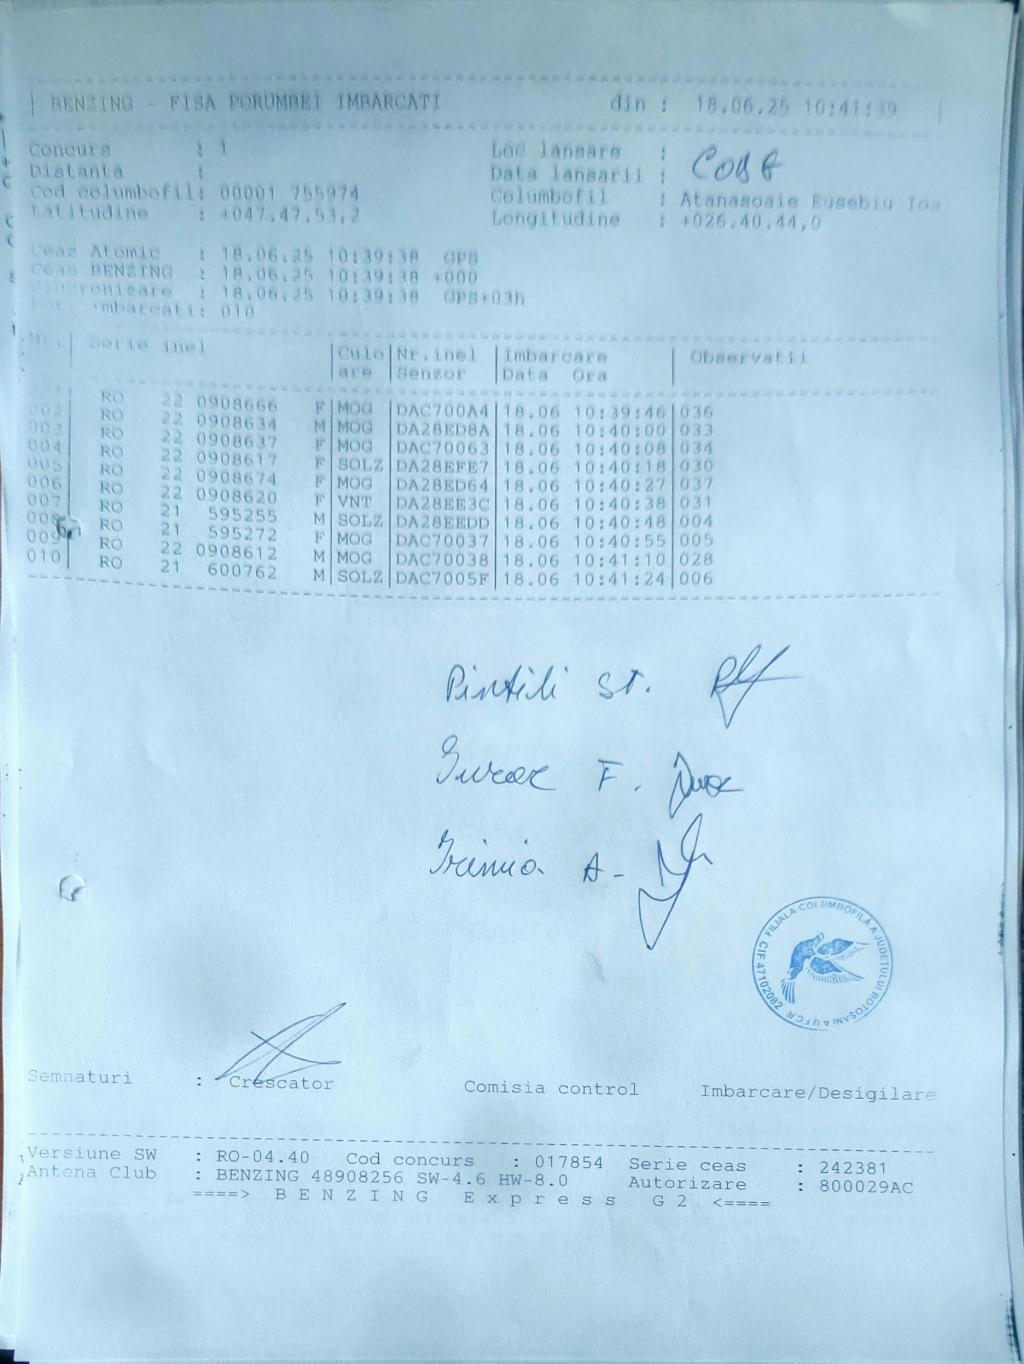 BENZING - FISA PORUMBEI IMBARCATI din : 18.06.25 10:41:39
Concurs : 1 Loc lansare :
Distanta : Data lansarii :
Cod columbofil: 00001 755974 Columbofil : Atanasoaie Eusebiu Ioa
Latitudine : +047.47.53,2 Longitudine : +026.40.44,0
Ceas Atomic : 18.06.25 10:39:38 GPS
Ceas BENZING : 18.06.25 10:39:38 +000
Sincronizare : 18.06.25 10:39:38 GPS+03h
imbarcati: 010
Nr. Serie inel Culo Nr.inel Imbarcare Observatii
are Senzor Data Ora
001 RO 22 0908666 F MOG DAC700A4 18.06 10:39:46 036
002 RO 22 0908634 M MOG DA28ED8A 18.06 10:40:00 033
003 RO 22 0908637 F MOG DAC70063 18.06 10:40:08 034
004 RO 22 0908617 F SOLZ DA28EFE7 18.06 10:40:18 030
005 RO 22 0908674 F MOG DA28ED64 18.06 10:40:27 037
006 RO 22 0908620 F VNT DA28EE3C 18.06 10:40:38 031
007 RO 21 595255 M SOLZ DA28EEDD 18.06 10:40:48 004
008 RO 21 595272 F MOG DAC70037 18.06 10:40:55 005
009 RO 22 0908612 M MOG DAC70038 18.06 10:41:10 028
010 RO 21 600762 M SOLZ DAC7005F 18.06 10:41:24 006
Pintili St.
F.
A-
FILIALA COLUMBOFILA A JUDEȚULUI BOTOȘANI A U.F.C.R.
CIF 47102082
Semnaturi : Crescator Comisia control Imbarcare/Desigilare
Versiune SW : RO-04.40 Cod concurs : 017854 Serie ceas : 242381
Antena Club : BENZING 48908256 SW-4.6 HW-8.0 Autorizare : 800029AC
====> B E N Z I N G E x p r e s s G 2 <====